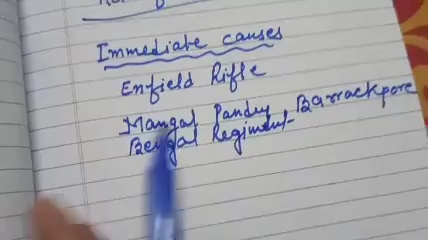 Immediate causes
Enfield Rifle
Mangal Pandey Barrackpore
Bengal Regiment-